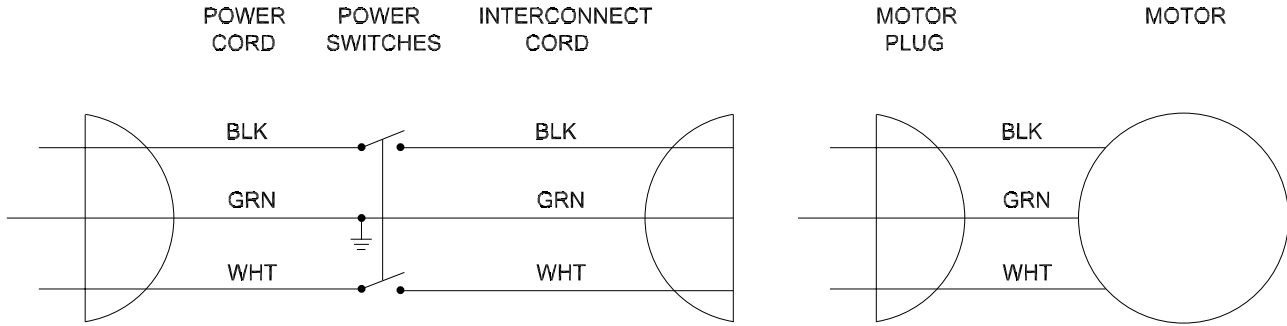 POWER CORD
POWER SWITCHES
INTERCONNECT CORD
MOTOR PLUG
MOTOR
BLK
BLK
BLK
GRN
GRN
GRN
WHT
WHT
WHT